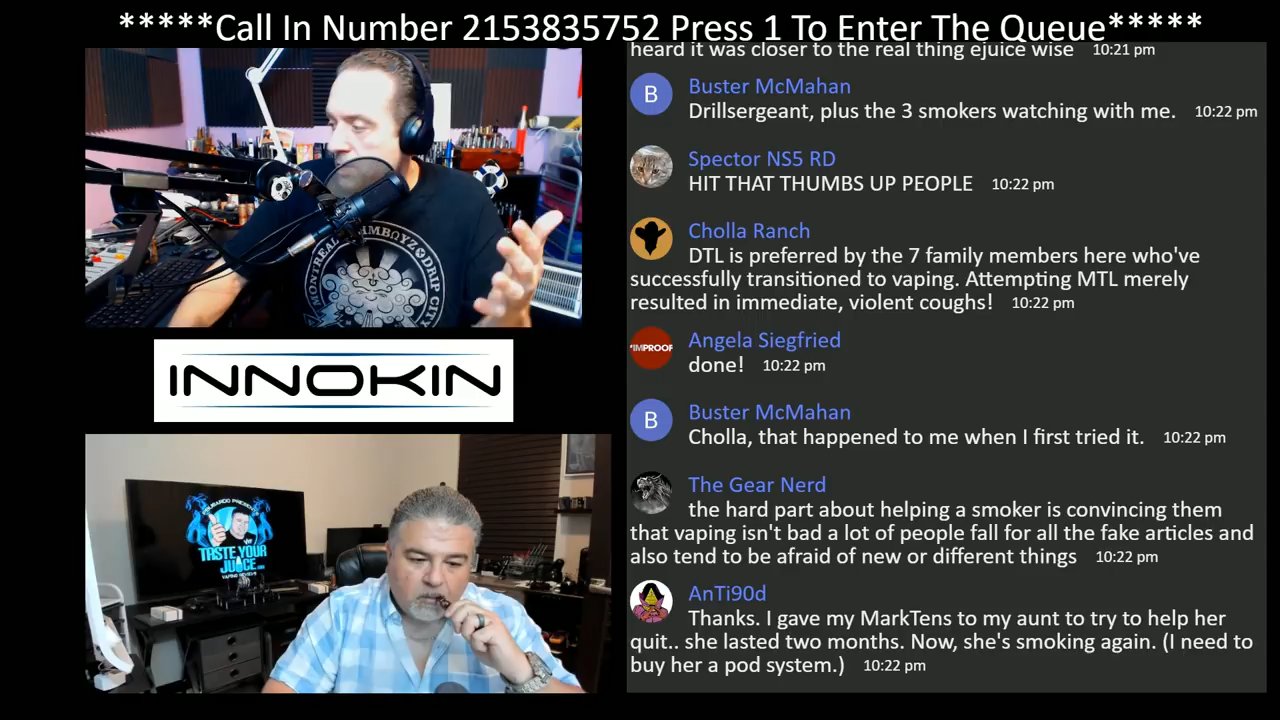 *****Call In Number 2153835752 Press 1 To Enter The Queue*****
heard it was closer to the real thing ejuice wise 10:21 pm
B Buster McMahan
Drillsergeant, plus the 3 smokers watching with me. 10:22 pm
Spector NS5 RD
HIT THAT THUMBS UP PEOPLE 10:22 pm
Cholla Ranch
DTL is preferred by the 7 family members here who've
successfully transitioned to vaping. Attempting MTL merely
resulted in immediate, violent coughs! 10:22 pm
'IMPROOF Angela Siegfried
done! 10:22 pm
B Buster McMahan
Cholla, that happened to me when I first tried it. 10:22 pm
The Gear Nerd
the hard part about helping a smoker is convincing them
that vaping isn't bad a lot of people fall for all the fake articles and
also tend to be afraid of new or different things 10:22 pm
AnTi90d
Thanks. I gave my MarkTens to my aunt to try to help her
quit.. she lasted two months. Now, she's smoking again. (I need to
buy her a pod system.) 10:22 pm
MONTREAL
DRIP CITY
INNOKIN
TASTE YOUR
JUICE